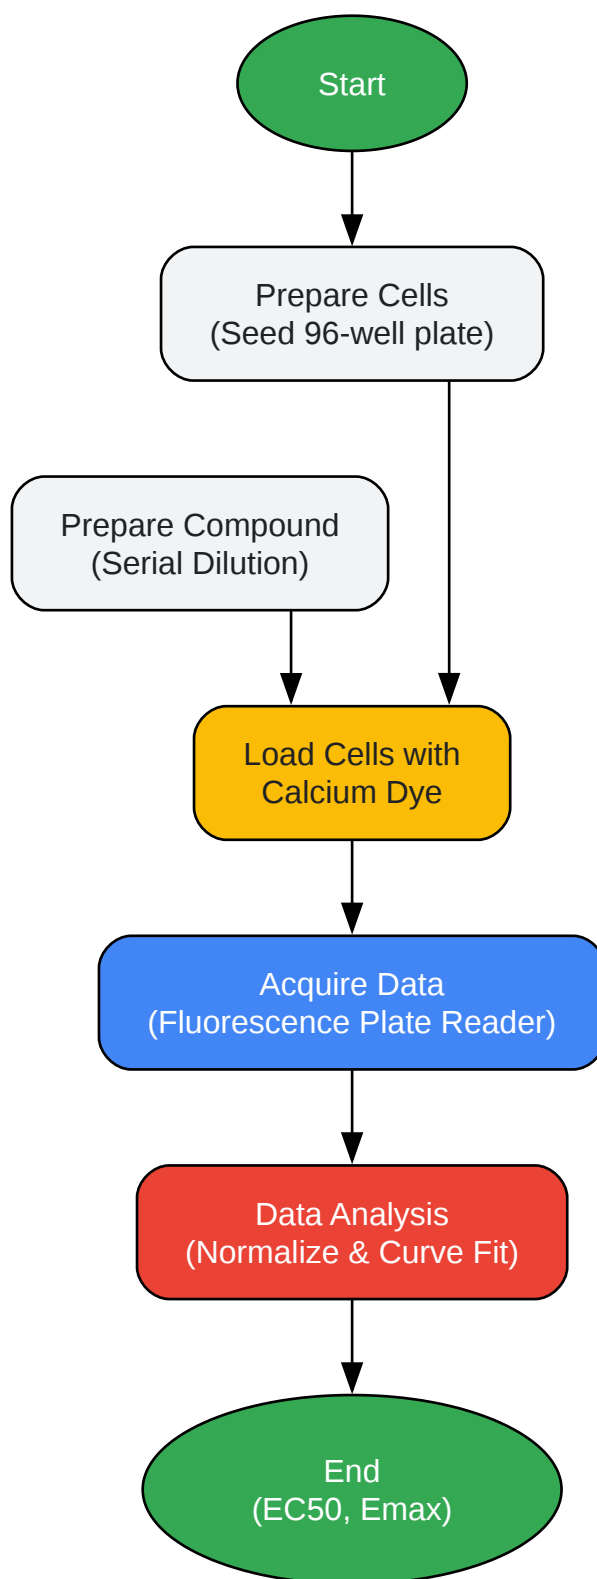 Start
Prepare Cells
(Seed 96-well plate)
Prepare Compound
(Serial Dilution)
Load Cells with
Calcium Dye
Acquire Data
(Fluorescence Plate Reader)
Data Analysis
(Normalize & Curve Fit)
End
(EC50, Emax)